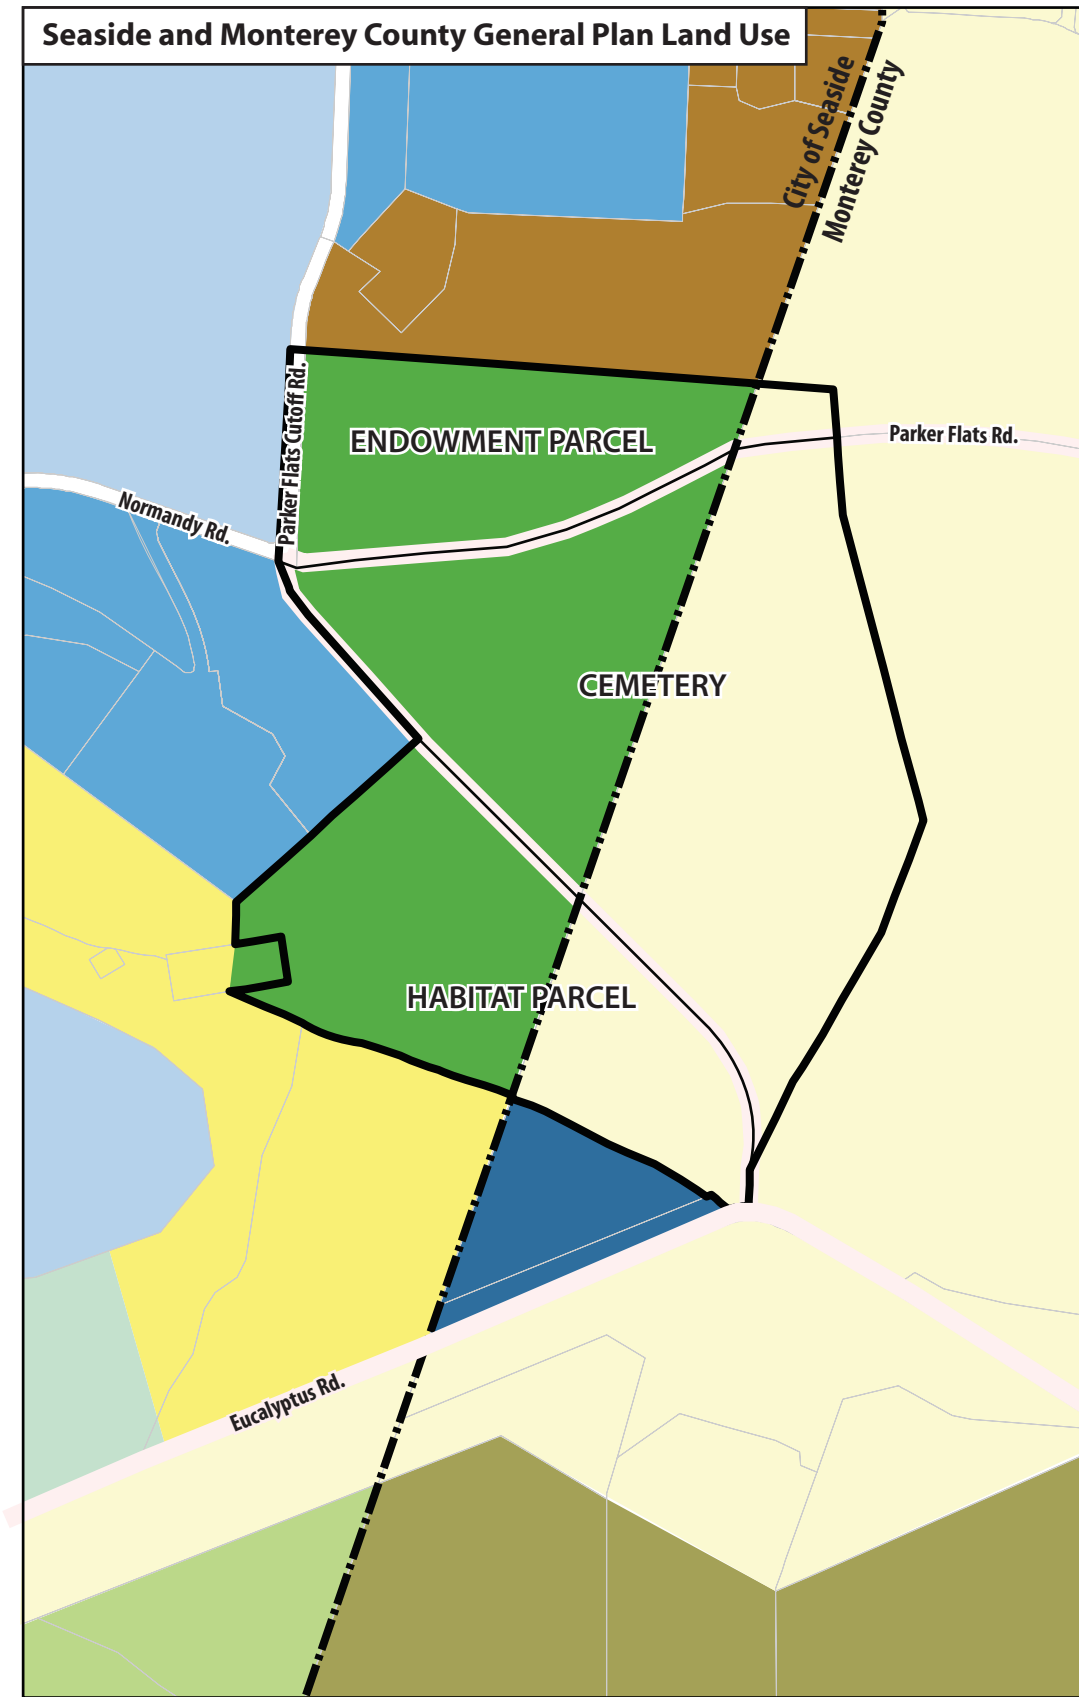 Seaside and Monterey County General Plan Land Use
City of Seaside
Monterey County
Parker Flats Cutoff Rd.
ENDOWMENT PARCEL
Parker Flats Rd.
Normandy Rd.
CEMETERY
HABITAT PARCEL
Eucalyptus Rd.